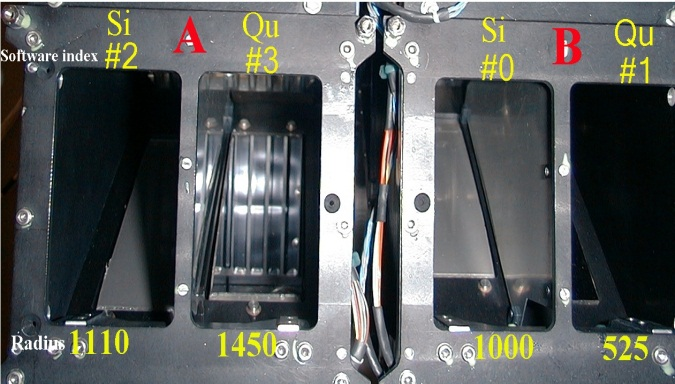 Si A Qu Si B Qu
Software index #2 #3 #0 #1
Radius 1110 1450 1000 525